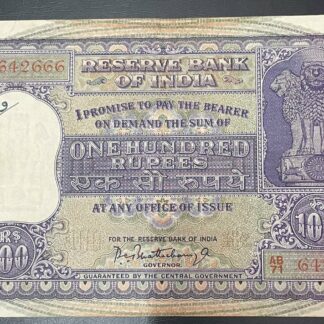 642666
RESERVE BANK
OF INDIA
I PROMISE TO PAY THE BEARER
ON DEMAND THE SUM OF
ONE HUNDRED
RUPEES
एक सौ रुपये
AT ANY OFFICE OF ISSUE
RS
00
10
FOR THE RESERVE BANK OF INDIA
AB
71 64
GOVERNOR.
GUARANTEED BY THE CENTRAL GOVERNMENT